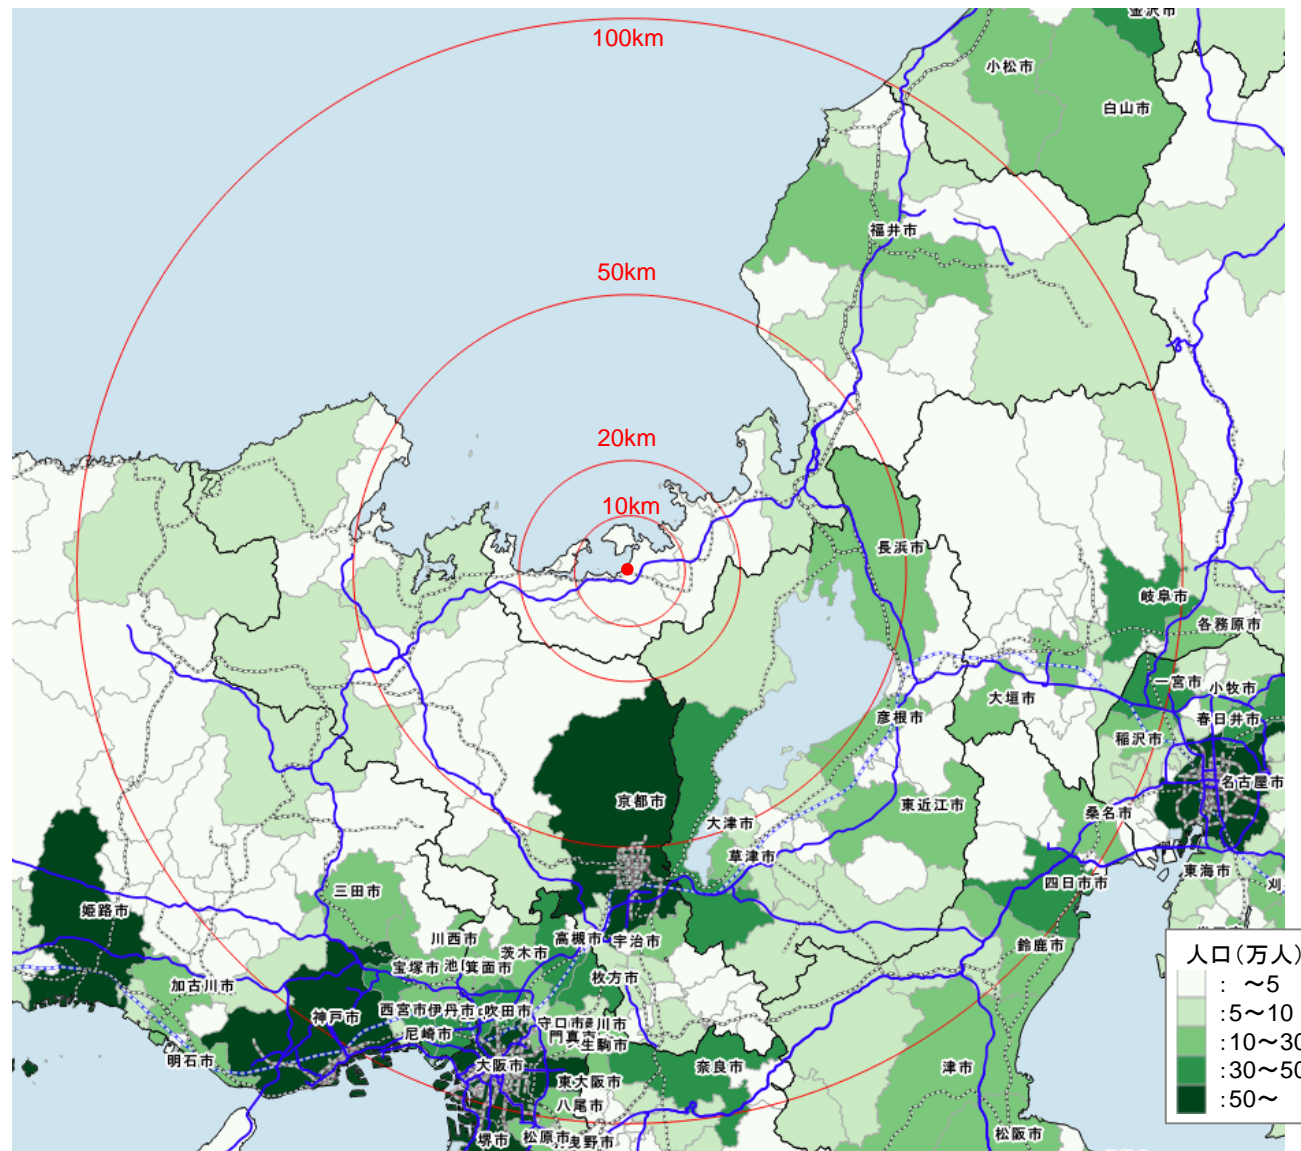 金沢市
100km
小松市
白山市
福井市
50km
20km
10km
長浜市
岐阜市
各務原市
一宮市
小牧市
大垣市
彦根市
春日井市
稲沢市
名古屋市
京都市
東近江市
桑名市
大津市
草津市
東海市
四日市市
三田市
姫路市
川西市
高槻市
宇治市
茨木市
鈴鹿市
宝塚市
箕面市
枚方市
加古川市
西宮市
伊丹市
吹田市
神戸市
守口市
尼崎市
門真市
生駒市
明石市
大阪市
奈良市
津市
東大阪市
八尾市
堺市
松原市
松阪市
人口(万人)
: ～5
:5～10
:10～30
:30～50
:50～